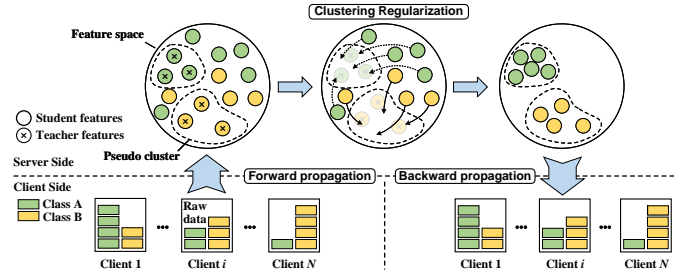 Clustering Regularization
Feature space
Student features
Teacher features
Pseudo cluster
Server Side
Client Side
Forward propagation
Backward propagation
Class A
Class B
Raw
data
Client 1
Client i
Client N
Client 1
Client i
Client N